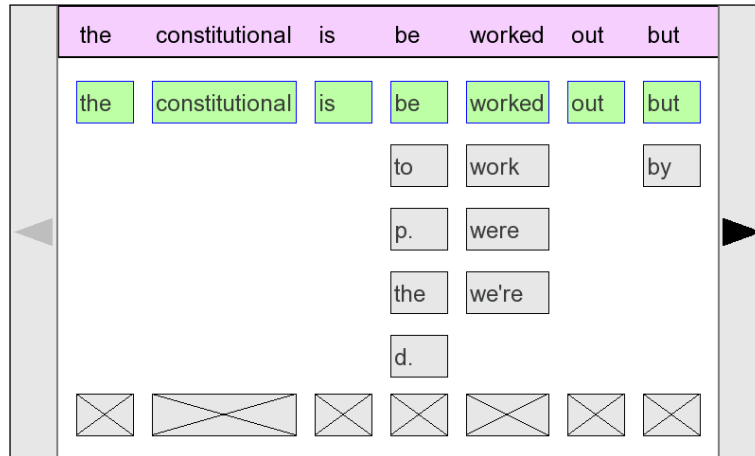 the constitutional is be worked out but
the constitutional is be worked out but
to work by
p. were
the we're
d.